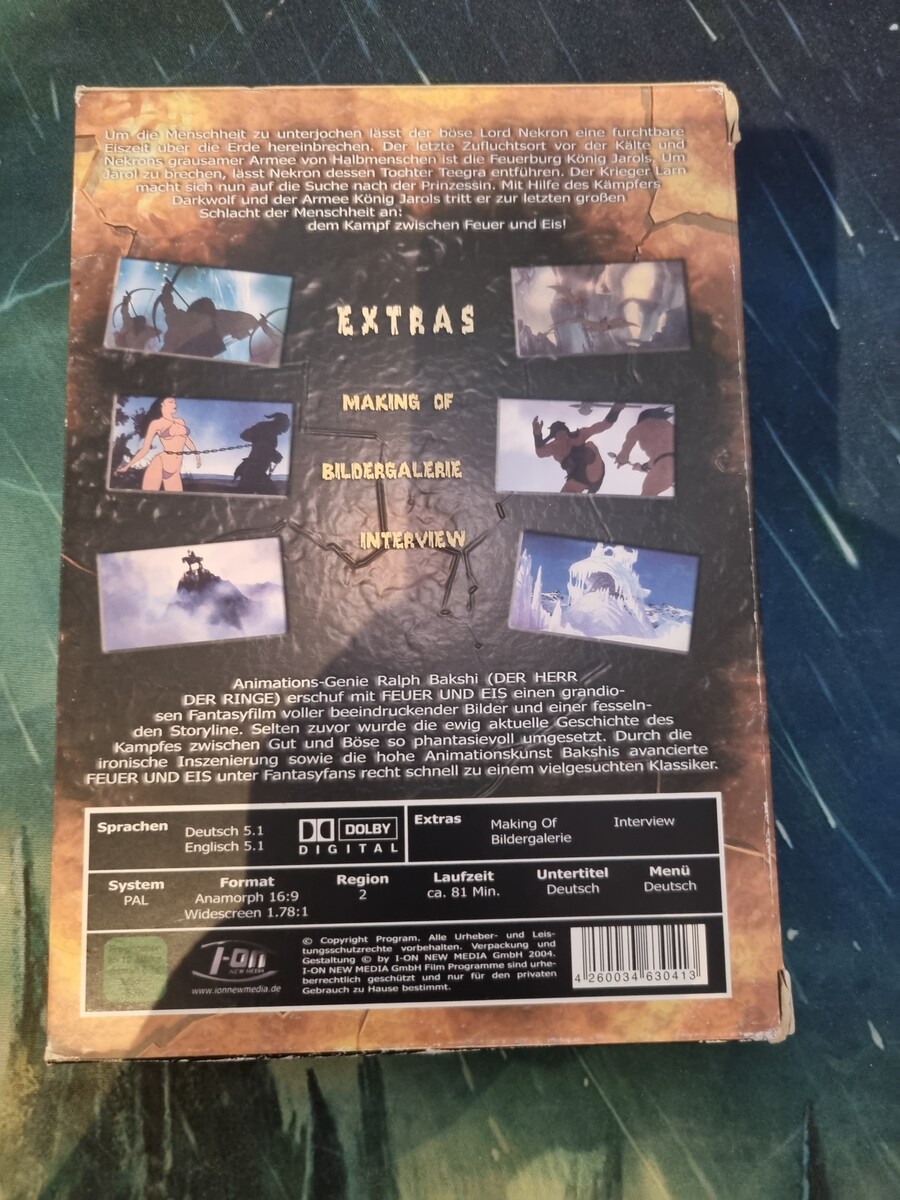 Um die Menschheit zu unterjochen lässt der böse Lord Nekron eine furchtbare
Eiszeit über die Erde hereinbrechen. Der letzte Zufluchtsort vor der Kälte und
Nekrons grausamer Armee von Halbmenschen ist die Feuerburg König Jarols. Um
Jarol zu brechen, lässt Nekron dessen Tochter Teegra entführen. Der Krieger Larn
macht sich nun auf die Suche nach der Prinzessin. Mit Hilfe des Kämpfers
Darkwolf und der Armee König Jarols tritt er zur letzten großen
Schlacht der Menschheit an:
dem Kampf zwischen Feuer und Eis!
EXTRAS
MAKING OF
BILDERGALERIE
INTERVIEW
Animations-Genie Ralph Bakshi (DER HERR
DER RINGE) erschuf mit FEUER UND EIS einen grandio-
sen Fantasyfilm voller beeindruckender Bilder und einer fesseln-
den Storyline. Selten zuvor wurde die ewig aktuelle Geschichte des
Kampfes zwischen Gut und Böse so phantasievoll umgesetzt. Durch die
ironische Inszenierung sowie die hohe Animationskunst Bakshis avancierte
FEUER UND EIS unter Fantasyfans recht schnell zu einem vielgesuchten Klassiker.
Sprachen
Deutsch 5.1
Englisch 5.1
DOLBY
DIGITAL
Extras
Making Of
Bildergalerie
Interview
System
PAL
Format
Anamorph 16:9
Widescreen 1.78:1
Region
2
Laufzeit
ca. 81 Min.
Untertitel
Deutsch
Menü
Deutsch
I-ON
NEW MEDIA
www.ionnewmedia.de
© Copyright Program. Alle Urheber- und Leis-
tungsschutzrechte vorbehalten. Verpackung und
Gestaltung © by I-ON NEW MEDIA GmbH 2004.
I-ON NEW MEDIA GmbH Film Programme sind urhe-
berrechtlich geschützt und nur für den privaten
Gebrauch zu Hause bestimmt.
4 260034 630413